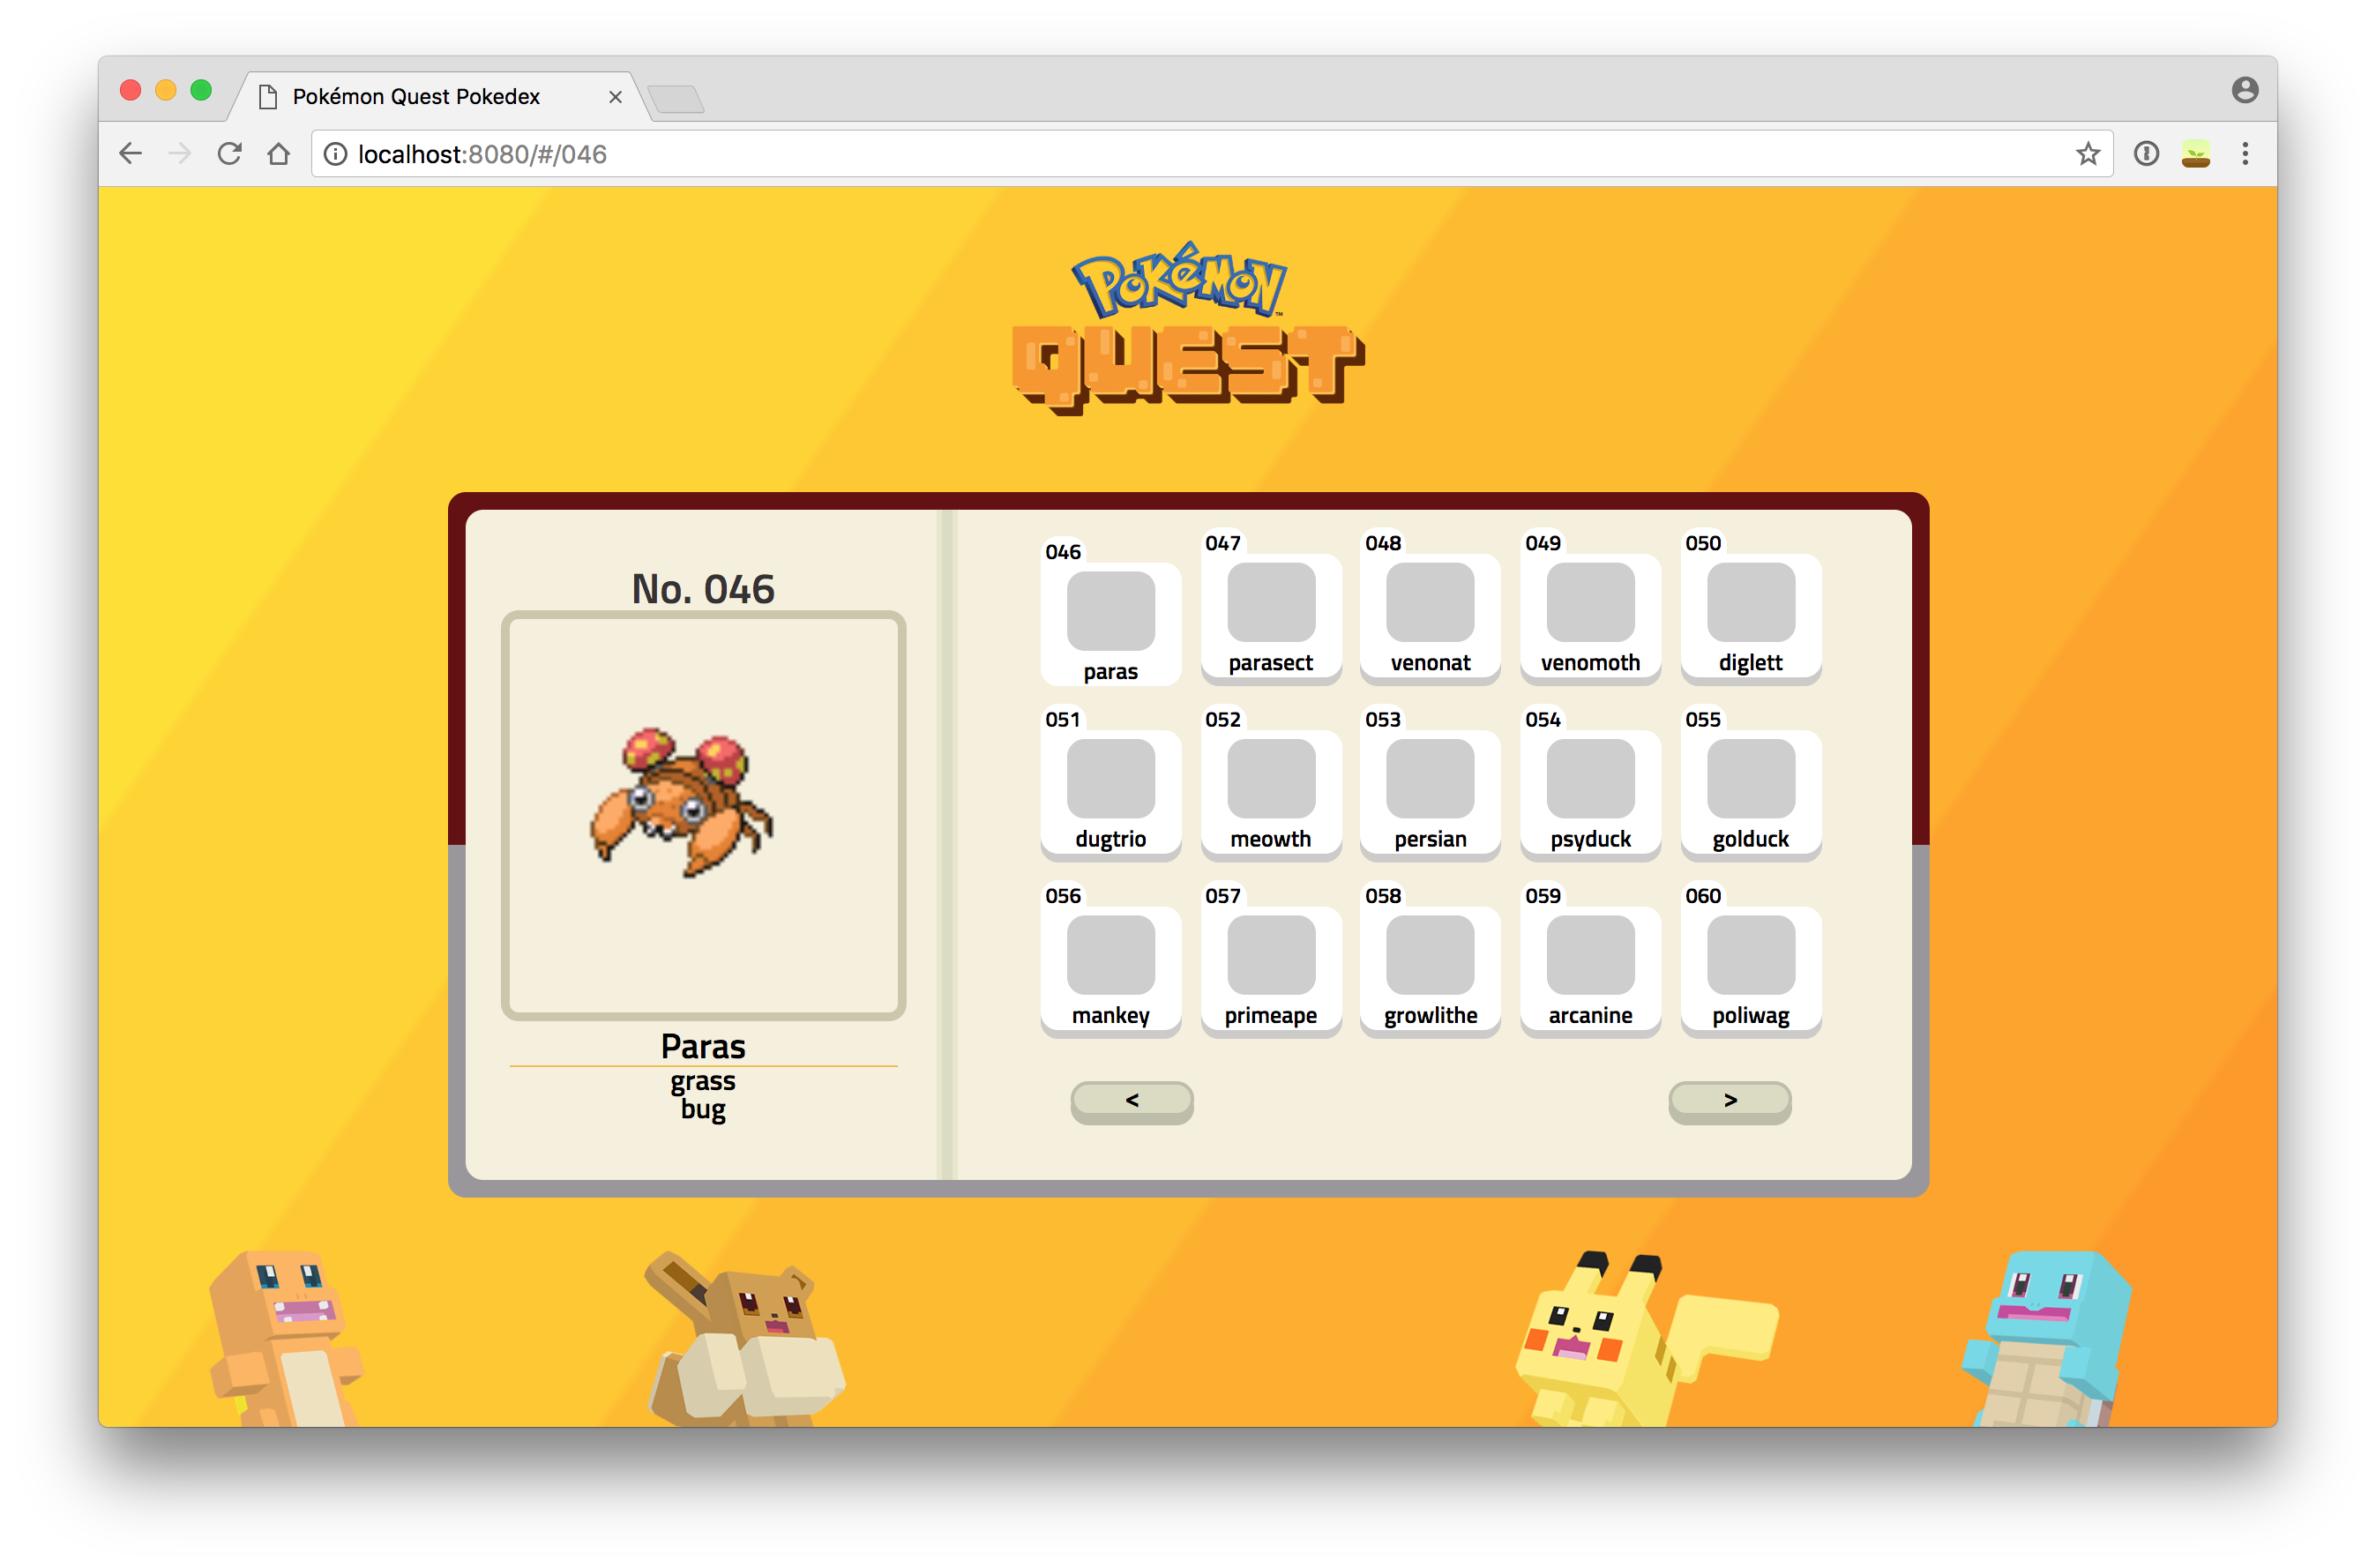 Pokémon Quest Pokedex
localhost:8080/#/046
POKéMON™
QUEST
No. 046
Paras
grass
bug
046 047 048 049 050
paras parasect venonat venomoth diglett
051 052 053 054 055
dugtrio meowth persian psyduck golduck
056 057 058 059 060
mankey primeape growlithe arcanine poliwag
< >